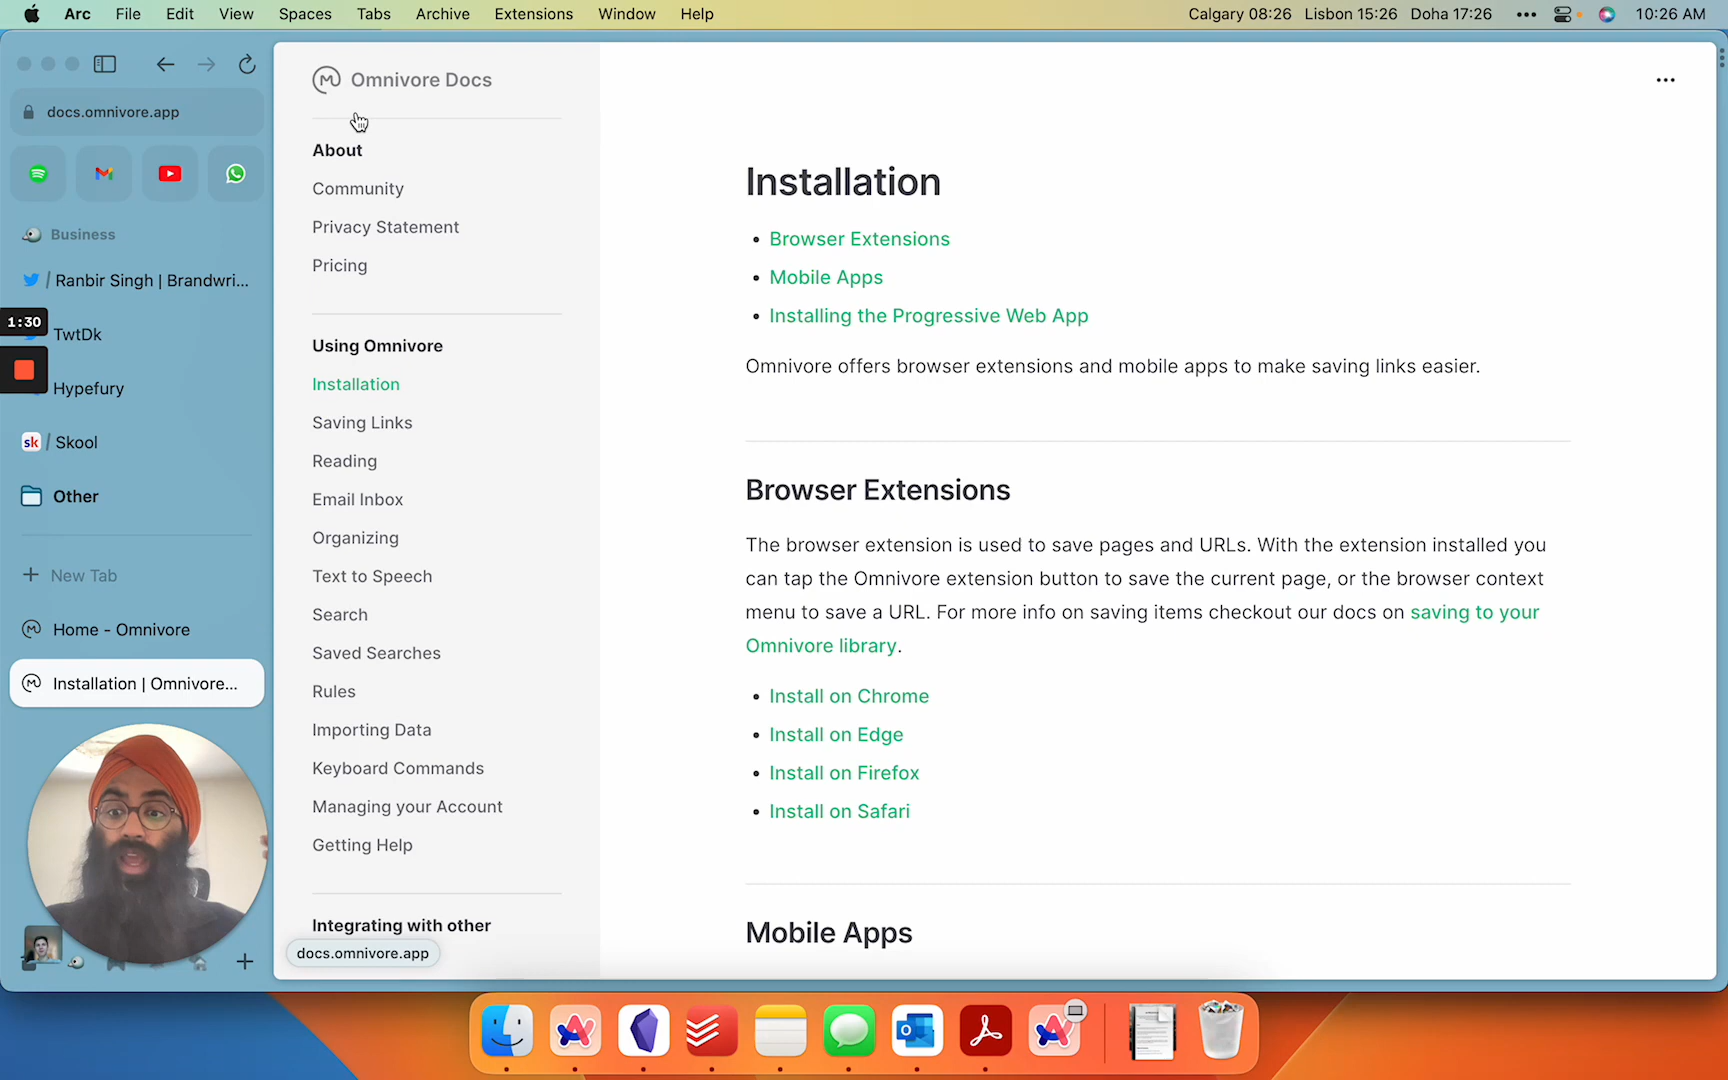 Arc File Edit View Spaces Tabs Archive Extensions Window Help Calgary 08:26 Lisbon 15:26 Doha 17:26 10:26 AM
docs.omnivore.app
Business
/ Ranbir Singh | Brandwri...
1:30
TwtDk
Hypefury
sk / Skool
Other
+ New Tab
Home - Omnivore
Installation | Omnivore...
Omnivore Docs
About
Community
Privacy Statement
Pricing
Using Omnivore
Installation
Saving Links
Reading
Email Inbox
Organizing
Text to Speech
Search
Saved Searches
Rules
Importing Data
Keyboard Commands
Managing your Account
Getting Help
Integrating with other
docs.omnivore.app
Installation
• Browser Extensions
• Mobile Apps
• Installing the Progressive Web App
Omnivore offers browser extensions and mobile apps to make saving links easier.
Browser Extensions
The browser extension is used to save pages and URLs. With the extension installed you
can tap the Omnivore extension button to save the current page, or the browser context
menu to save a URL. For more info on saving items checkout our docs on saving to your
Omnivore library.
• Install on Chrome
• Install on Edge
• Install on Firefox
• Install on Safari
Mobile Apps